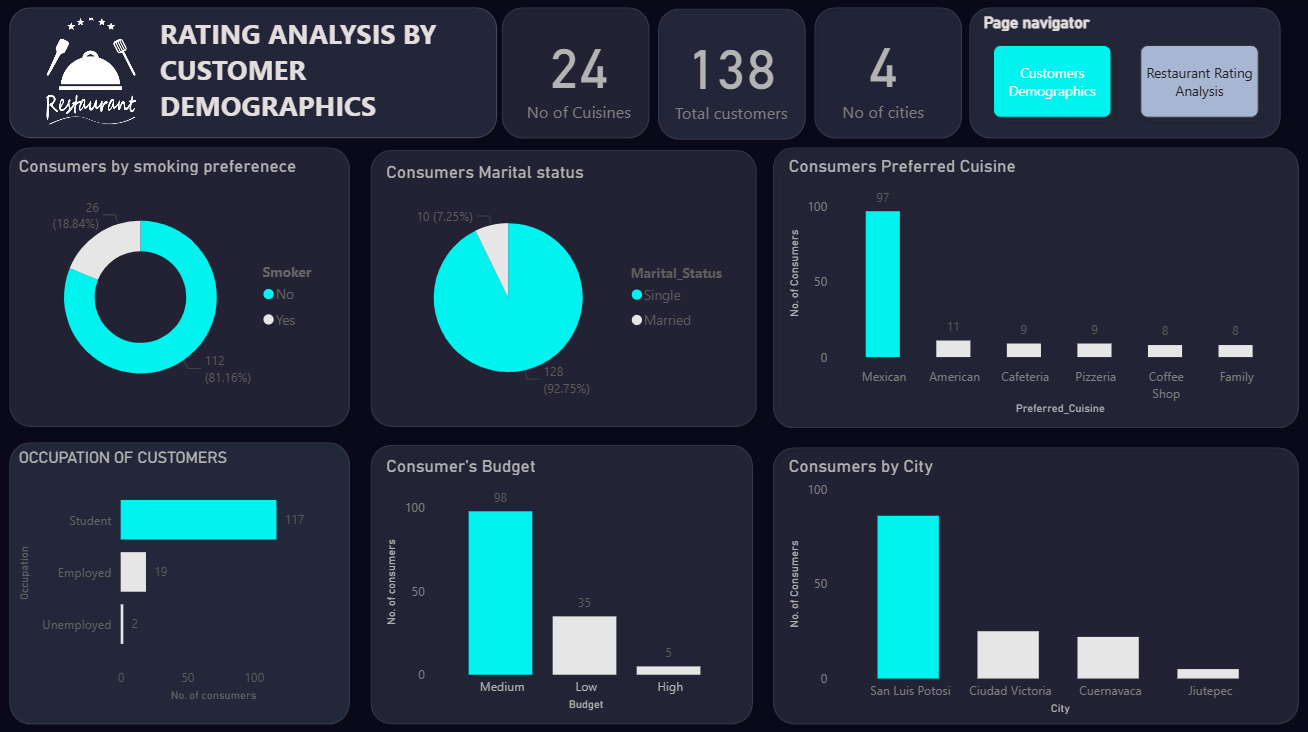 Restaurant
RATING ANALYSIS BY
CUSTOMER
DEMOGRAPHICS
24
No of Cuisines
138
Total customers
4
No of cities
Page navigator
Customers
Demographics
Restaurant Rating
Analysis
Consumers by smoking preferenece
26
(18.84%)
112
(81.16%)
Smoker
No
Yes
Consumers Marital status
10 (7.25%)
128
(92.75%)
Marital_Status
Single
Married
Consumers Preferred Cuisine
No. of Consumers
100
50
0
97
11
9
9
8
8
Mexican
American
Cafeteria
Pizzeria
Coffee
Shop
Family
Preferred_Cuisine
OCCUPATION OF CUSTOMERS
Occupation
Student
117
Employed
19
Unemployed
2
0
50
100
No. of consumers
Consumer's Budget
No. of consumers
100
50
0
98
35
5
Medium
Low
High
Budget
Consumers by City
No. of Consumers
100
50
0
San Luis Potosi
Ciudad Victoria
Cuernavaca
Jiutepec
City